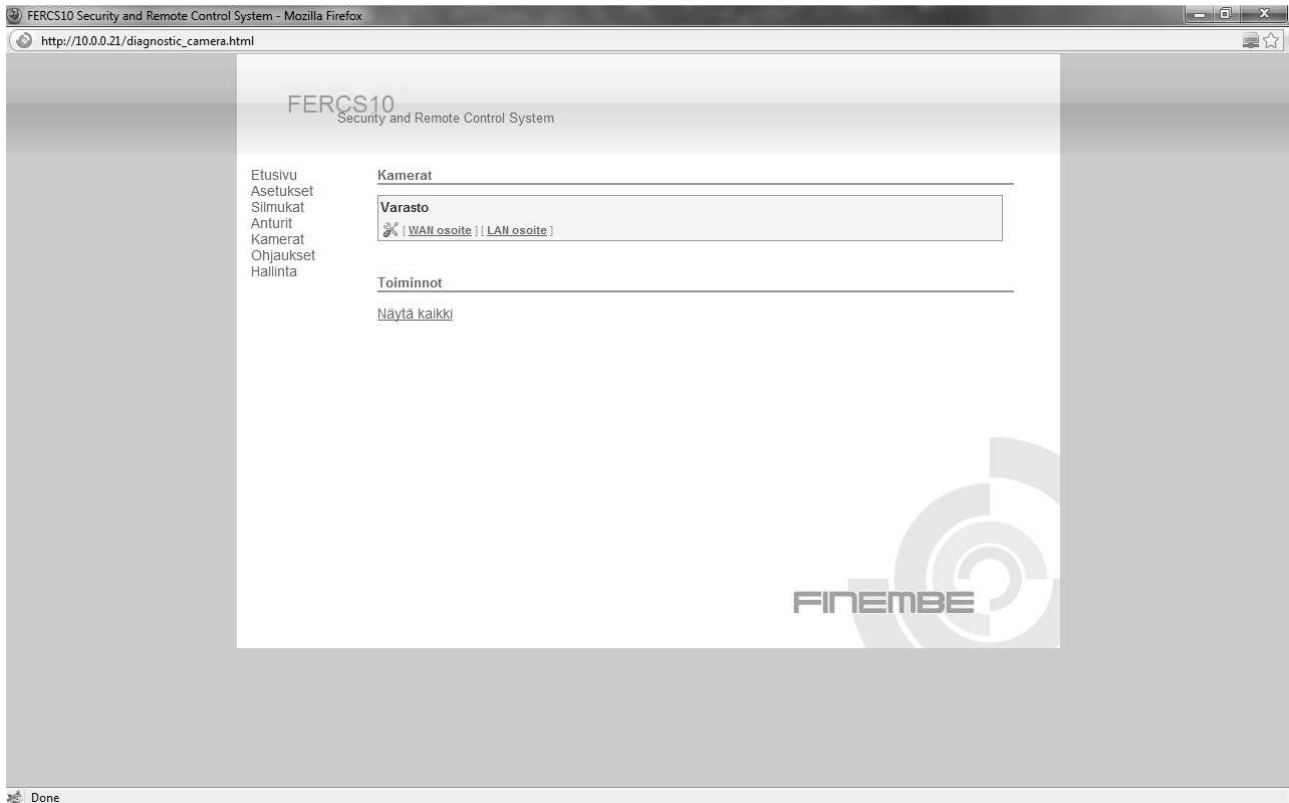 FERCS10 Security and Remote Control System - Mozilla Firefox
http://10.0.0.21/diagnostic_camera.html
FERCS10
Security and Remote Control System
Etusivu
Asetukset
Silmukat
Anturit
Kamerat
Ohjaukset
Hallinta
Kamerat
Varasto
[ WAN osoite ] [ LAN osoite ]
Toiminnot
Näytä kaikki
FINEMBE
Done